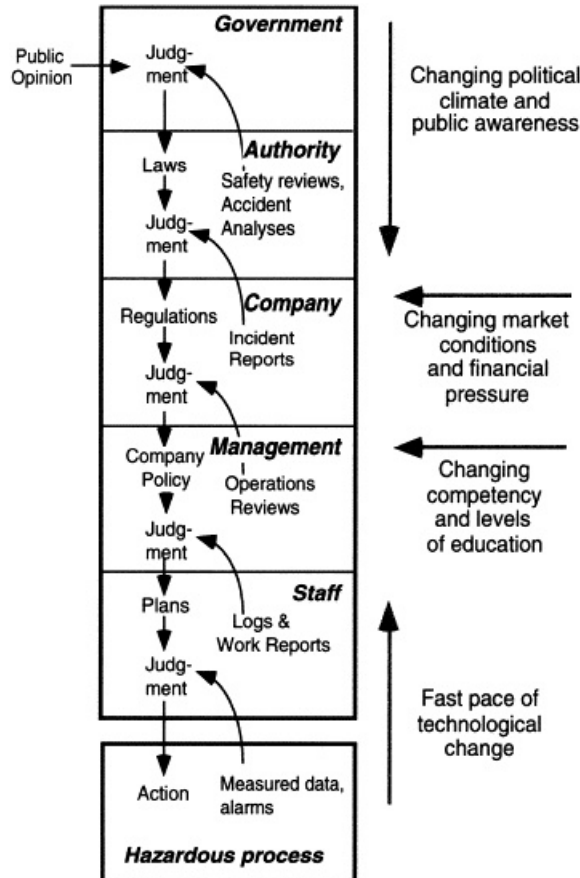 Government
Public
Opinion
Judg-
ment
Changing political
climate and
public awareness
Authority
Laws
Safety reviews,
Accident
Analyses
Judg-
ment
Company
Regulations
Incident
Reports
Judg-
ment
Changing market
conditions
and financial
pressure
Management
Company
Policy
Operations
Reviews
Judg-
ment
Changing
competency
and levels
of education
Staff
Plans
Logs &
Work Reports
Judg-
ment
Fast pace of
technological
change
Action
Measured data,
alarms
Hazardous process